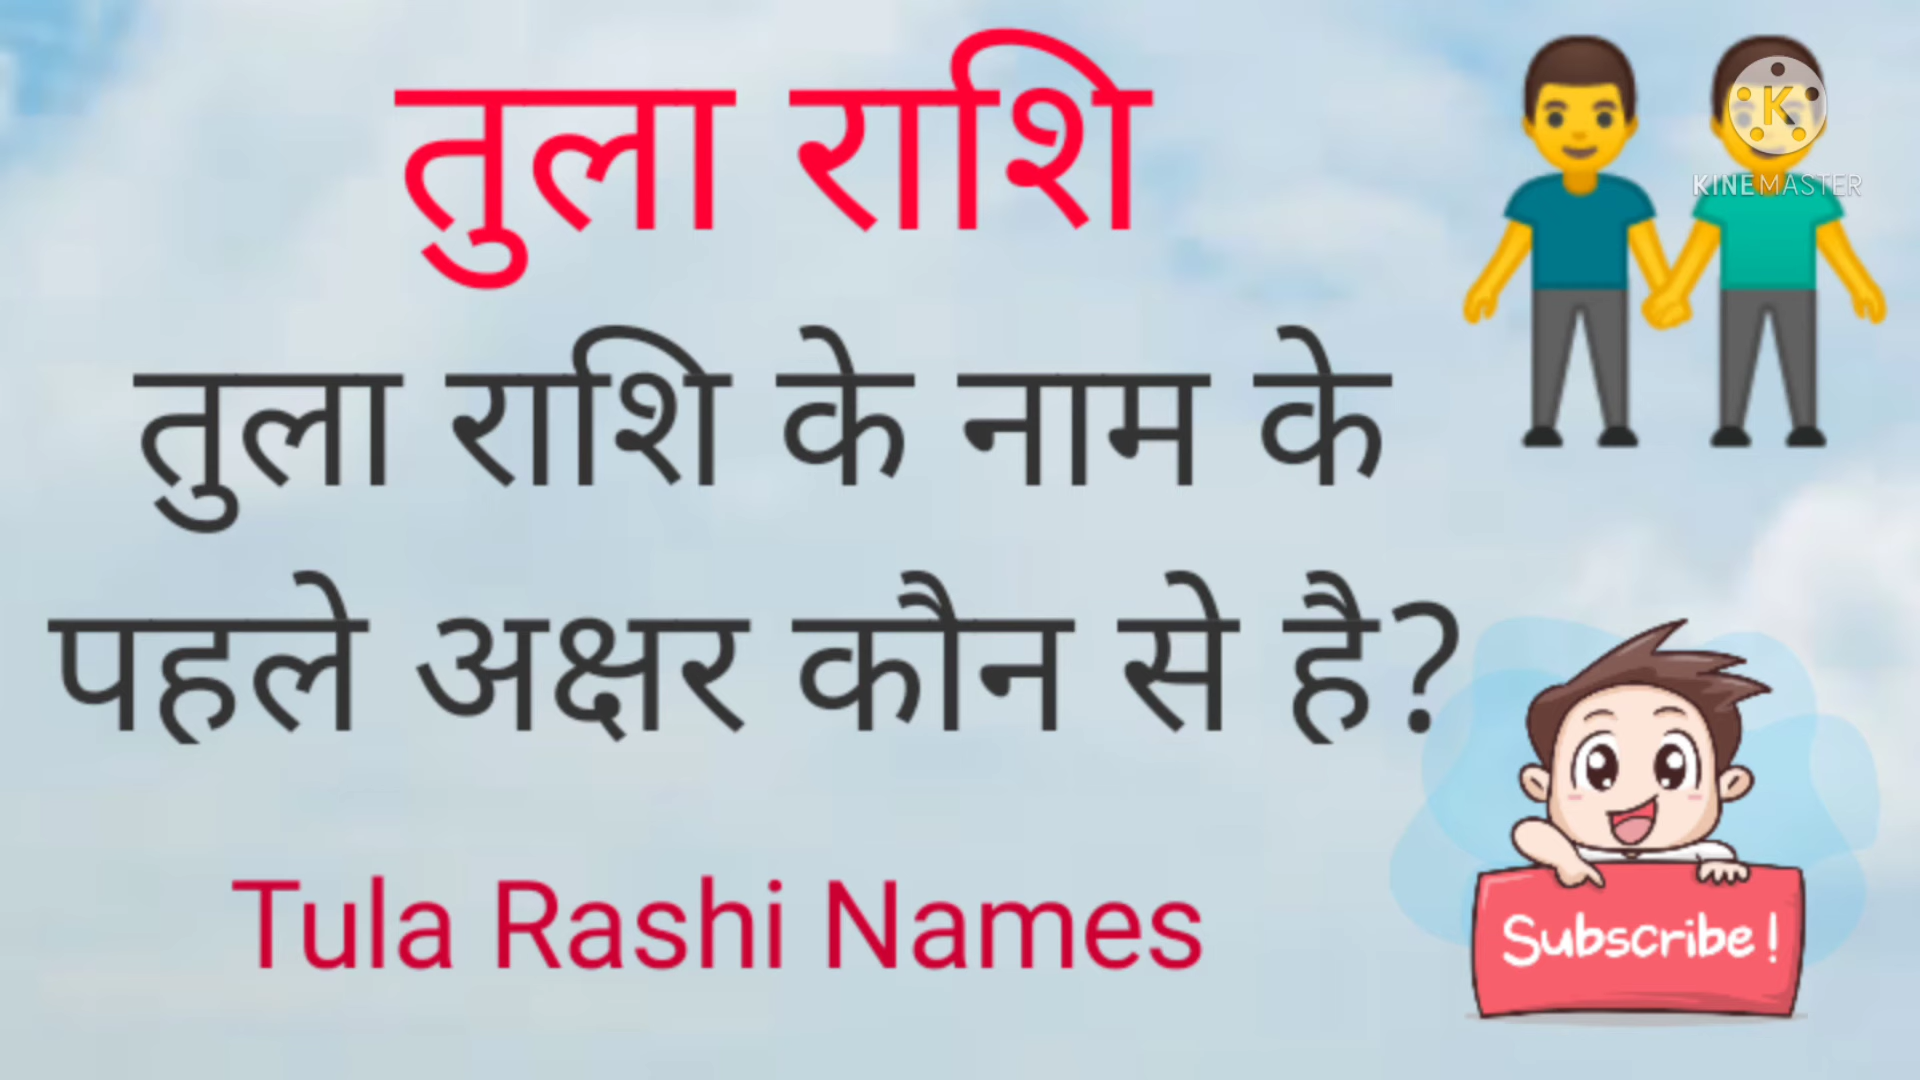 तुला राशि
KINEMASTER
तुला राशि के नाम के
पहले अक्षर कौन से है?
Tula Rashi Names
Subscribe!